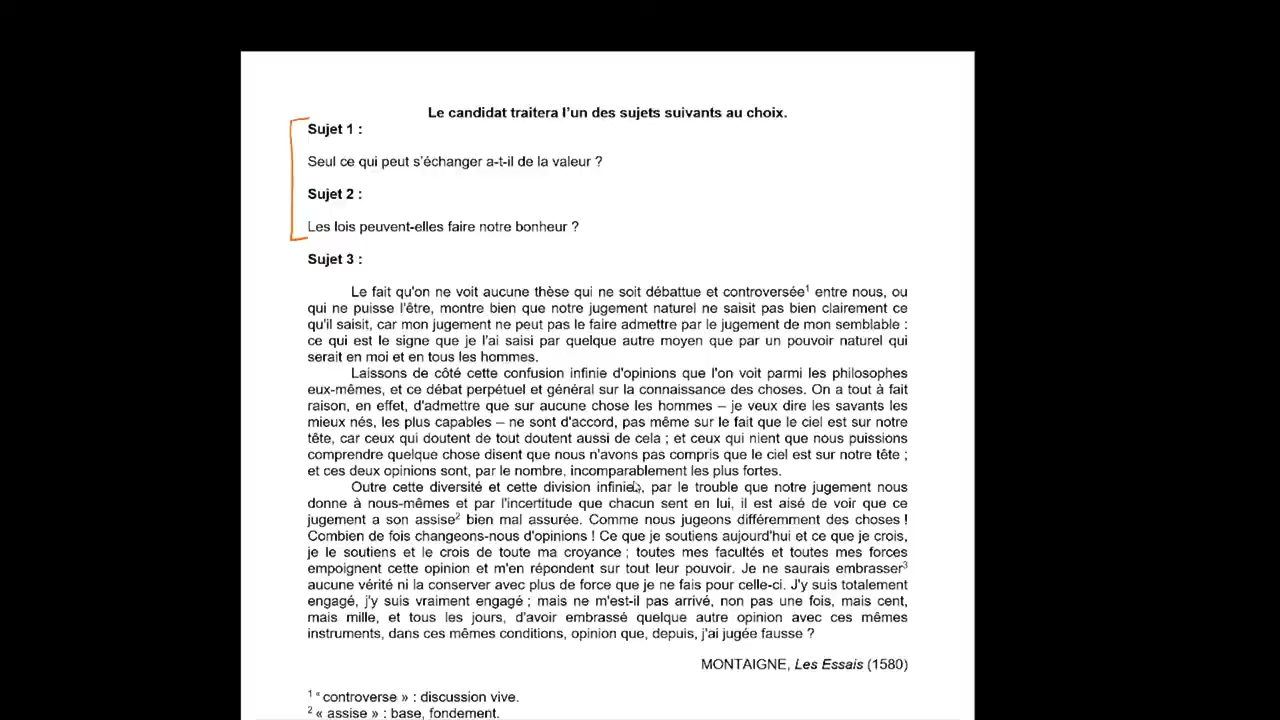 Le candidat traitera l'un des sujets suivants au choix.
Sujet 1 :
Seul ce qui peut s'échanger a-t-il de la valeur ?
Sujet 2 :
Les lois peuvent-elles faire notre bonheur ?
Sujet 3 :
Le fait qu'on ne voit aucune thèse qui ne soit débattue et controversée¹ entre nous, ou
qui ne puisse l'être, montre bien que notre jugement naturel ne saisit pas bien clairement ce
qu'il saisit, car mon jugement ne peut pas le faire admettre par le jugement de mon semblable :
ce qui est le signe que je l'ai saisi par quelque autre moyen que par un pouvoir naturel qui
serait en moi et en tous les hommes.
Laissons de côté cette confusion infinie d'opinions que l'on voit parmi les philosophes
eux-mêmes, et ce débat perpétuel et général sur la connaissance des choses. On a tout à fait
raison, en effet, d'admettre que sur aucune chose les hommes – je veux dire les savants les
mieux nés, les plus capables – ne sont d'accord, pas même sur le fait que le ciel est sur notre
tête, car ceux qui doutent de tout doutent aussi de cela ; et ceux qui nient que nous puissions
comprendre quelque chose disent que nous n'avons pas compris que le ciel est sur notre tête ;
et ces deux opinions sont, par le nombre, incomparablement les plus fortes.
Outre cette diversité et cette division infinie, par le trouble que notre jugement nous
donne à nous-mêmes et par l'incertitude que chacun sent en lui, il est aisé de voir que ce
jugement a son assise² bien mal assurée. Comme nous jugeons différemment des choses !
Combien de fois changeons-nous d'opinions ! Ce que je soutiens aujourd'hui et ce que je crois,
je le soutiens et le crois de toute ma croyance ; toutes mes facultés et toutes mes forces
empoignent cette opinion et m'en répondent sur tout leur pouvoir. Je ne saurais embrasser³
aucune vérité ni la conserver avec plus de force que je ne fais pour celle-ci. J'y suis totalement
engagé, j'y suis vraiment engagé ; mais ne m'est-il pas arrivé, non pas une fois, mais cent,
mais mille, et tous les jours, d'avoir embrassé quelque autre opinion avec ces mêmes
instruments, dans ces mêmes conditions, opinion que, depuis, j'ai jugée fausse ?
MONTAIGNE, Les Essais (1580)
¹ « controverse » : discussion vive.
² « assise » : base, fondement.